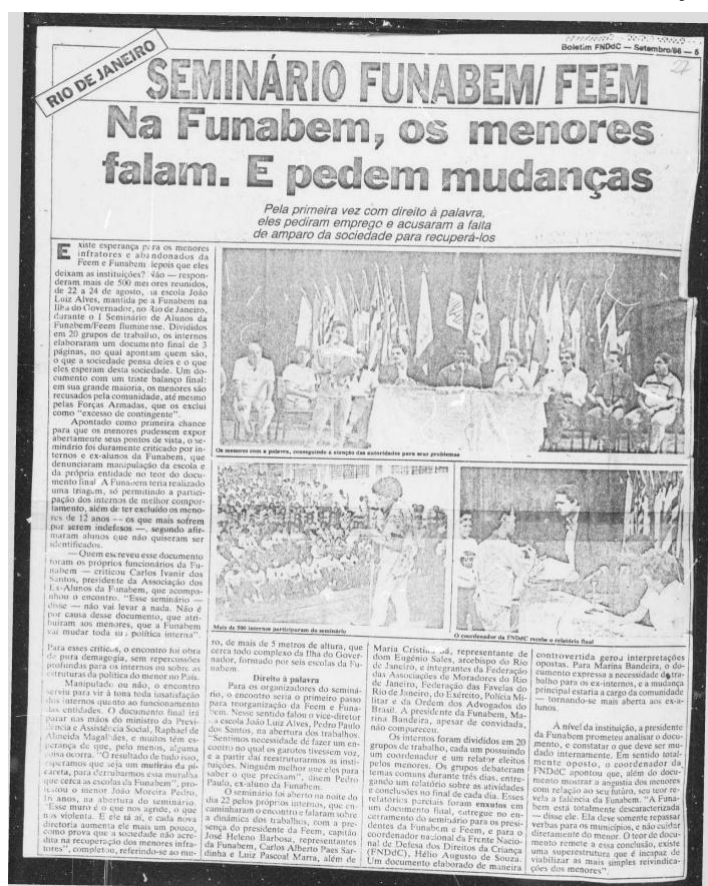 Boletim FNDdC — Setembro/86 — 5
RIO DE JANEIRO
SEMINÁRIO FUNABEM/ FEEM
Na Funabem, os menores
falam. E pedem mudanças
Pela primeira vez com direito à palavra,
eles pediram emprego e acusaram a falta
de amparo da sociedade para recuperá-los
Existe esperança para os menores
infratores e abandonados da
Feem e Funabem depois que eles
deixam as instituições? Não — respon-
deram mais de 500 menores reunidos,
de 22 a 24 de agosto, na escola João
Luiz Alves, mantida pela Funabem na
Ilha do Governador, no Rio de Janeiro,
durante o I Seminário de Alunos da
Funabem/Feem fluminense. Divididos
em 20 grupos de trabalho, os internos
elaboraram um documento final de 3
páginas, no qual apontam quem são,
o que a sociedade pensa deles e o que
eles esperam desta sociedade. Um do-
cumento com um triste balanço final:
em sua grande maioria, os menores são
recusados pela comunidade, até mesmo
pelas Forças Armadas, que os exclui
como "excesso de contingente".
Apontado como primeira chance
para que os menores pudessem expor
abertamente seus pontos de vista, o se-
minário foi duramente criticado por in-
ternos e ex-alunos da Funabem, que
denunciaram manipulação da escola e
da própria entidade no teor do docu-
mento final. A Funabem teria realizado
uma triagem, só permitindo a partici-
pação dos internos de melhor compor-
tamento, além de ter excluído os meno-
res de 12 anos — os que mais sofrem
por serem indefesos —, segundo afir-
maram alunos que não quiseram ser
identificados.
— Quem escreveu esse documento
foram os próprios funcionários da Fu-
nabem — criticou Carlos Ivanir dos
Santos, presidente da Associação dos
Ex-Alunos da Funabem, que acompa-
nhou o encontro. "Esse seminário —
disse — não vai levar a nada. Não é
por causa desse documento, que atri-
buíram aos menores, que a Funabem
vai mudar toda sua política interna".
Para esses críticos, o encontro foi obra
de pura demagogia, sem repercussões
profundas para os internos ou sobre as
estruturas da política do menor no País.
Manipulado ou não, o encontro
serviu para vir à tona toda insatisfação
dos internos quanto ao funcionamento
das entidades. O documento final irá
parar nas mãos do ministro da Previ-
dência e Assistência Social, Raphael de
Almeida Magalhães, e muitos têm es-
perança de que, pelo menos, alguma
coisa ocorra. "O resultado de tudo isso,
esperamos que seja um mutirão da pi-
careta, para derrubarmos essa muralha
que cerca as escolas da Funabem", pro-
testou o menor João Moreira Pedro,
anos, na abertura do seminário.
"Esse muro é o que nos agride, o que
nos violenta. E ele tá aí, e cada nova
diretoria aumenta ele mais um pouco,
como prova que a sociedade não acre-
dita na recuperação dos menores infra-
tores", completou, referindo-se ao mu-
Os menores com a palavra, conseguindo a atenção das autoridades para seus problemas
Mais de 500 internos participaram do seminário
O coordenador da FNDdC recebe o relatório final
ro, de mais de 5 metros de altura, que
cerca todo complexo da Ilha do Gover-
nador, formado por seis escolas da Fu-
nabem.
Direito à palavra
Para os organizadores do seminá-
rio, o encontro seria o primeiro passo
para reorganização da Feem e Funa-
bem. Nesse sentido falou o vice-diretor
da escola João Luiz Alves, Pedro Paulo
dos Santos, na abertura dos trabalhos.
"Sentimos necessidade de fazer um en-
contro no qual os garotos tivessem voz,
e a partir daí reestruturarmos as insti-
tuições. Ninguém melhor que eles para
saber o que precisam", disse Pedro
Paulo, ex-aluno da Funabem.
O seminário foi aberto na noite do
dia 22 pelos próprios internos, que en-
caminharam o encontro e falaram sobre
a dinâmica dos trabalhos, com a pre-
sença do presidente da Feem, capitão
José Heleno Barbosa, representantes
da Funabem, Carlos Alberto Paes Sar-
dinha e Luiz Pascoal Marra, além de
Maria Cristina representante de
dom Eugênio Sales, arcebispo do Rio
de Janeiro, e integrantes da Federação
das Associações de Moradores do Rio
de Janeiro, Federação das Favelas do
Rio de Janeiro, do Exército, Polícia Mi-
litar e da Ordem dos Advogados do
Brasil. A presidente da Funabem, Ma-
rina Bandeira, apesar de convidada,
não compareceu.
Os internos foram divididos em 20
grupos de trabalho, cada um possuindo
um coordenador e um relator eleitos
pelos menores. Os grupos debateram
temas comuns durante três dias, entre-
gando um relatório sobre as atividades
e conclusões no final de cada dia. Esses
relatórios parciais foram enxutos em
um documento final, entregue no en-
cerramento do seminário para os presi-
dentes da Funabem e Feem, e para o
coordenador nacional da Frente Nacio-
nal de Defesa dos Direitos da Criança
(FNDdC), Hélio Augusto de Souza.
Um documento elaborado de maneira
controvertida gerou interpretações
opostas. Para Marina Bandeira, o do-
cumento expressa a necessidade de tra-
balho para os ex-internos, e a mudança
principal estaria a cargo da comunidade
— tornando-se mais aberta aos ex-a-
lunos.
A nível da instituição, a presidente
da Funabem prometeu analisar o docu-
mento, e constatar o que deve ser mu-
dado internamente. Em sentido total-
mente oposto, o coordenador da
FNDdC apontou que, além do docu-
mento mostrar a angústia dos menores
com relação ao seu futuro, seu teor re-
vela a falência da Funabem. "A Funa-
bem está totalmente descaracterizada
— disse ele. Ela deve somente repassar
verbas para os municípios, e não cuidar
diretamente do menor. O teor do docu-
mento remete a essa conclusão, existe
uma superestrutura que é incapaz de
viabilizar as mais simples reivindica-
ções dos menores".